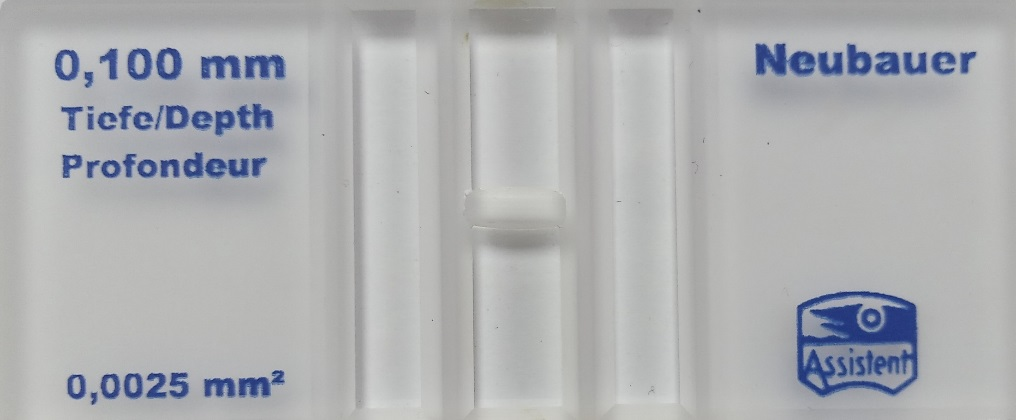 0,100 mm
Tiefe/Depth
Profondeur
0,0025 mm²
Neubauer
Assistent